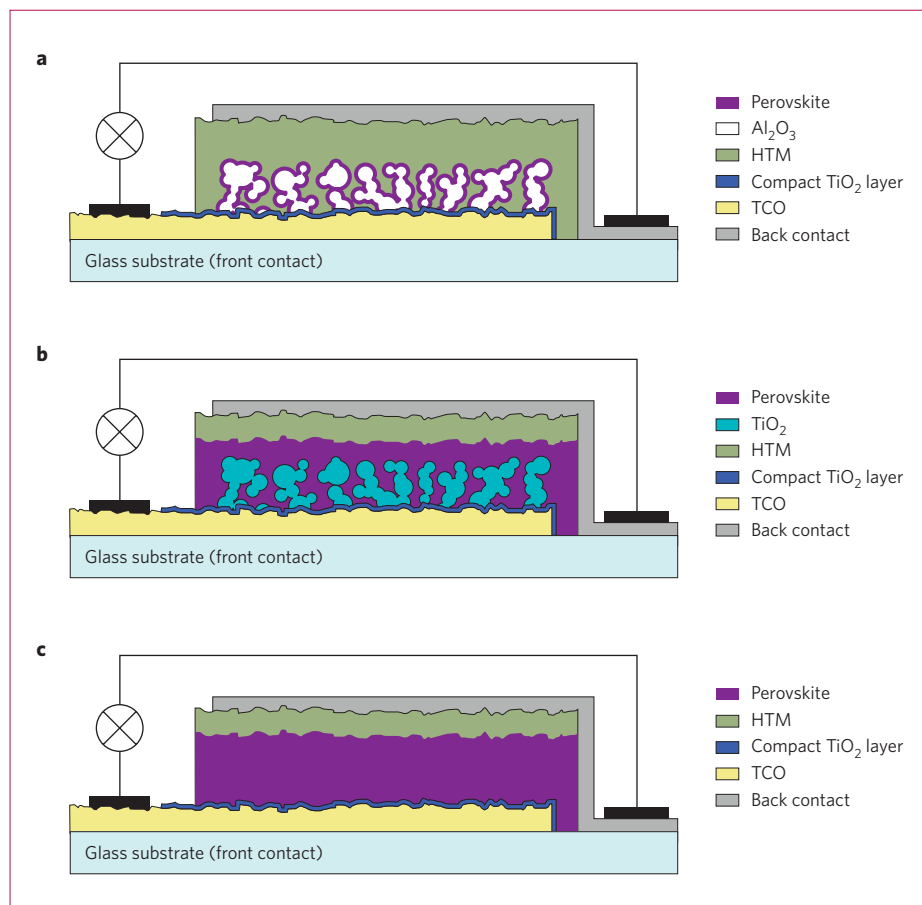 a
Perovskite
Al₂O₃
HTM
Compact TiO₂ layer
TCO
Back contact
Glass substrate (front contact)
b
Perovskite
TiO₂
HTM
Compact TiO₂ layer
TCO
Back contact
Glass substrate (front contact)
c
Perovskite
HTM
Compact TiO₂ layer
TCO
Back contact
Glass substrate (front contact)